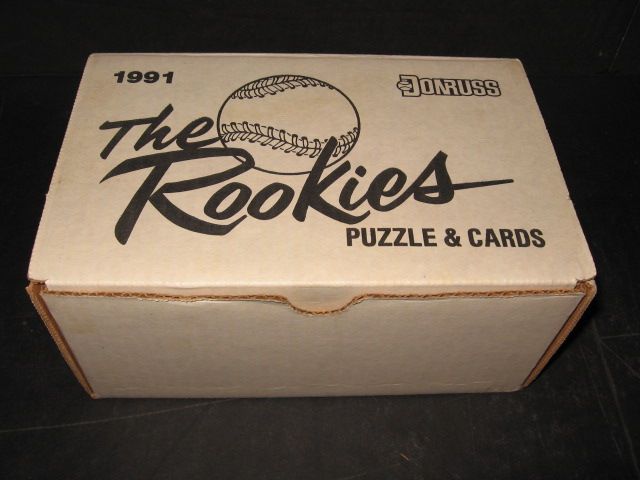 1991
DONRUSS
The
Rookies
PUZZLE & CARDS